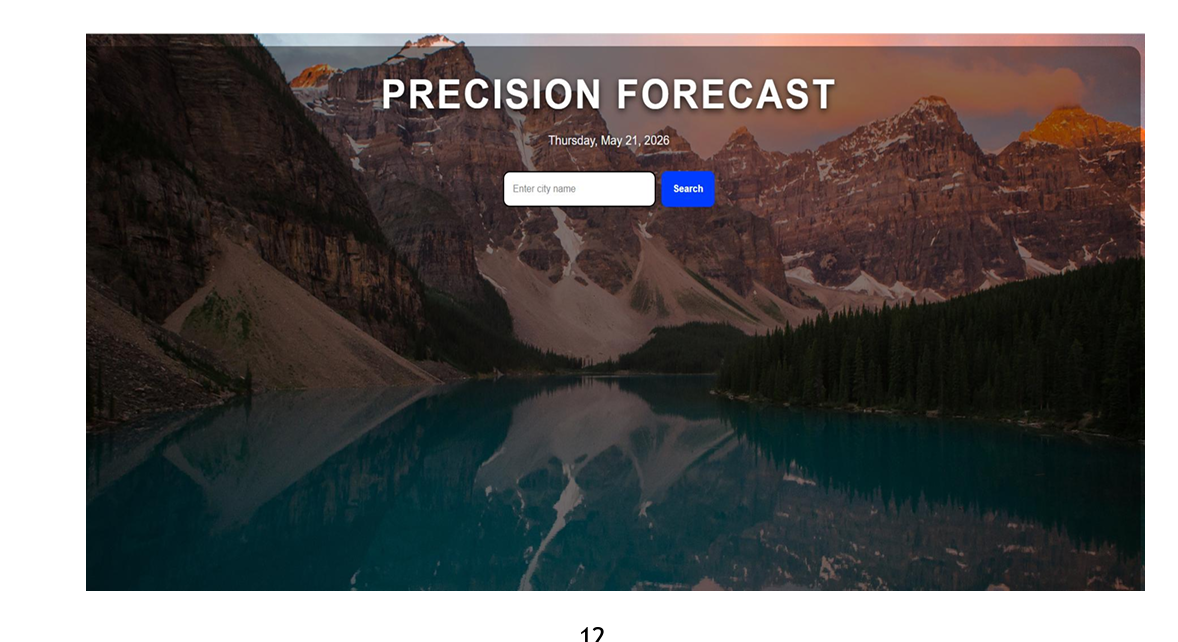 PRECISION FORECAST
Thursday, May 21, 2026
Enter city name
Search
12